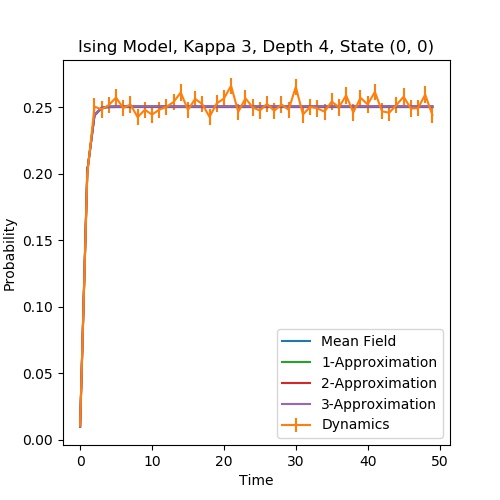 Ising Model, Kappa 3, Depth 4, State (0, 0)
Probability
0.25
0.20
0.15
0.10
0.05
0.00
Mean Field
1-Approximation
2-Approximation
3-Approximation
Dynamics
0 10 20 30 40 50
Time